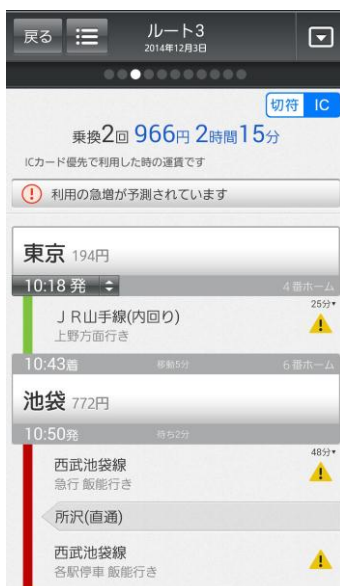 戻る
ルート3
2014年12月3日
切符 IC
乗換2回 966円 2時間15分
ICカード優先で利用した時の運賃です
利用の急増が予測されています
東京 194円
10:18 発 4番ホーム
25分
JR山手線(内回り)
上野方面行き
10:43着 移動5分 6番ホーム
池袋 772円
10:50発 待ち2分
48分
西武池袋線
急行 飯能行き
所沢(直通)
西武池袋線
各駅停車 飯能行き